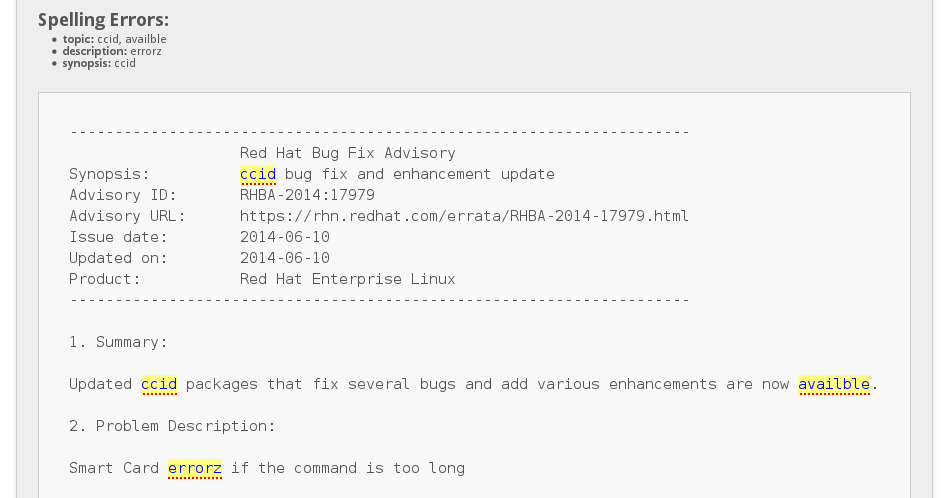 Spelling Errors:
• topic: ccid, availble
• description: errorz
• synopsis: ccid
---------------------------------------------------------------------
Red Hat Bug Fix Advisory
Synopsis: ccid bug fix and enhancement update
Advisory ID: RHBA-2014:17979
Advisory URL: https://rhn.redhat.com/errata/RHBA-2014-17979.html
Issue date: 2014-06-10
Updated on: 2014-06-10
Product: Red Hat Enterprise Linux
---------------------------------------------------------------------
1. Summary:
Updated ccid packages that fix several bugs and add various enhancements are now availble.
2. Problem Description:
Smart Card errorz if the command is too long